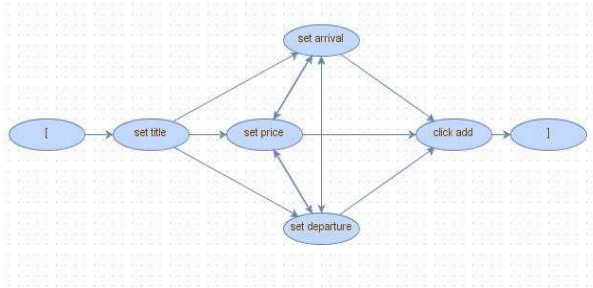 set arrival
[
set title
set price
click add
]
set departure